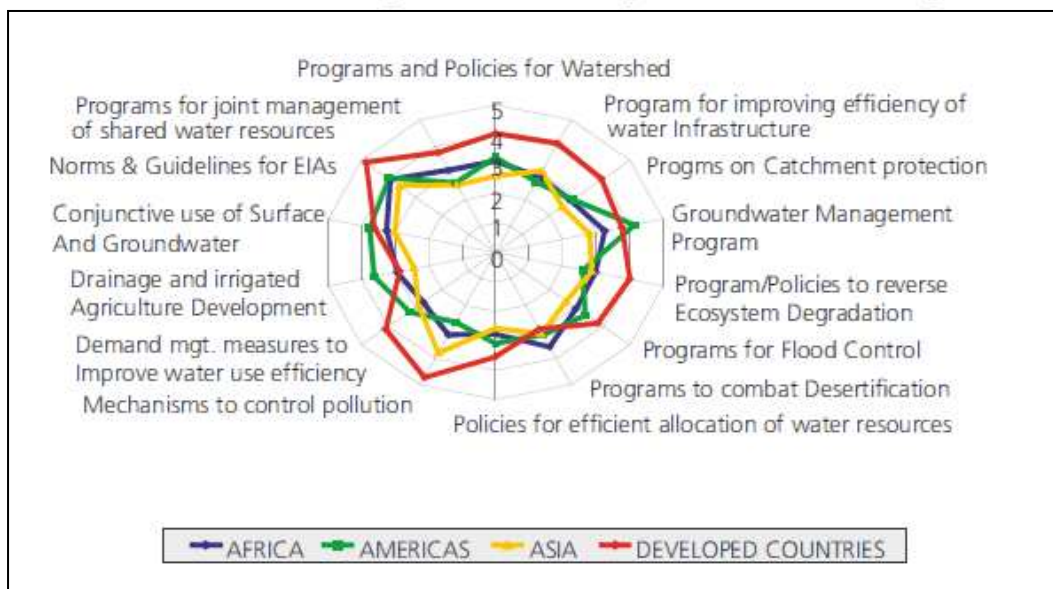 Programs and Policies for Watershed
Programs for joint management
of shared water resources
Program for improving efficiency of
water Infrastructure
Norms & Guidelines for EIAs
Progms on Catchment protection
Conjunctive use of Surface
And Groundwater
Groundwater Management
Program
Drainage and irrigated
Agriculture Development
Program/Policies to reverse
Ecosystem Degradation
Demand mgt. measures to
Improve water use efficiency
Programs for Flood Control
Mechanisms to control pollution
Programs to combat Desertification
Policies for efficient allocation of water resources
5
4
3
2
1
0
AFRICA AMERICAS ASIA DEVELOPED COUNTRIES